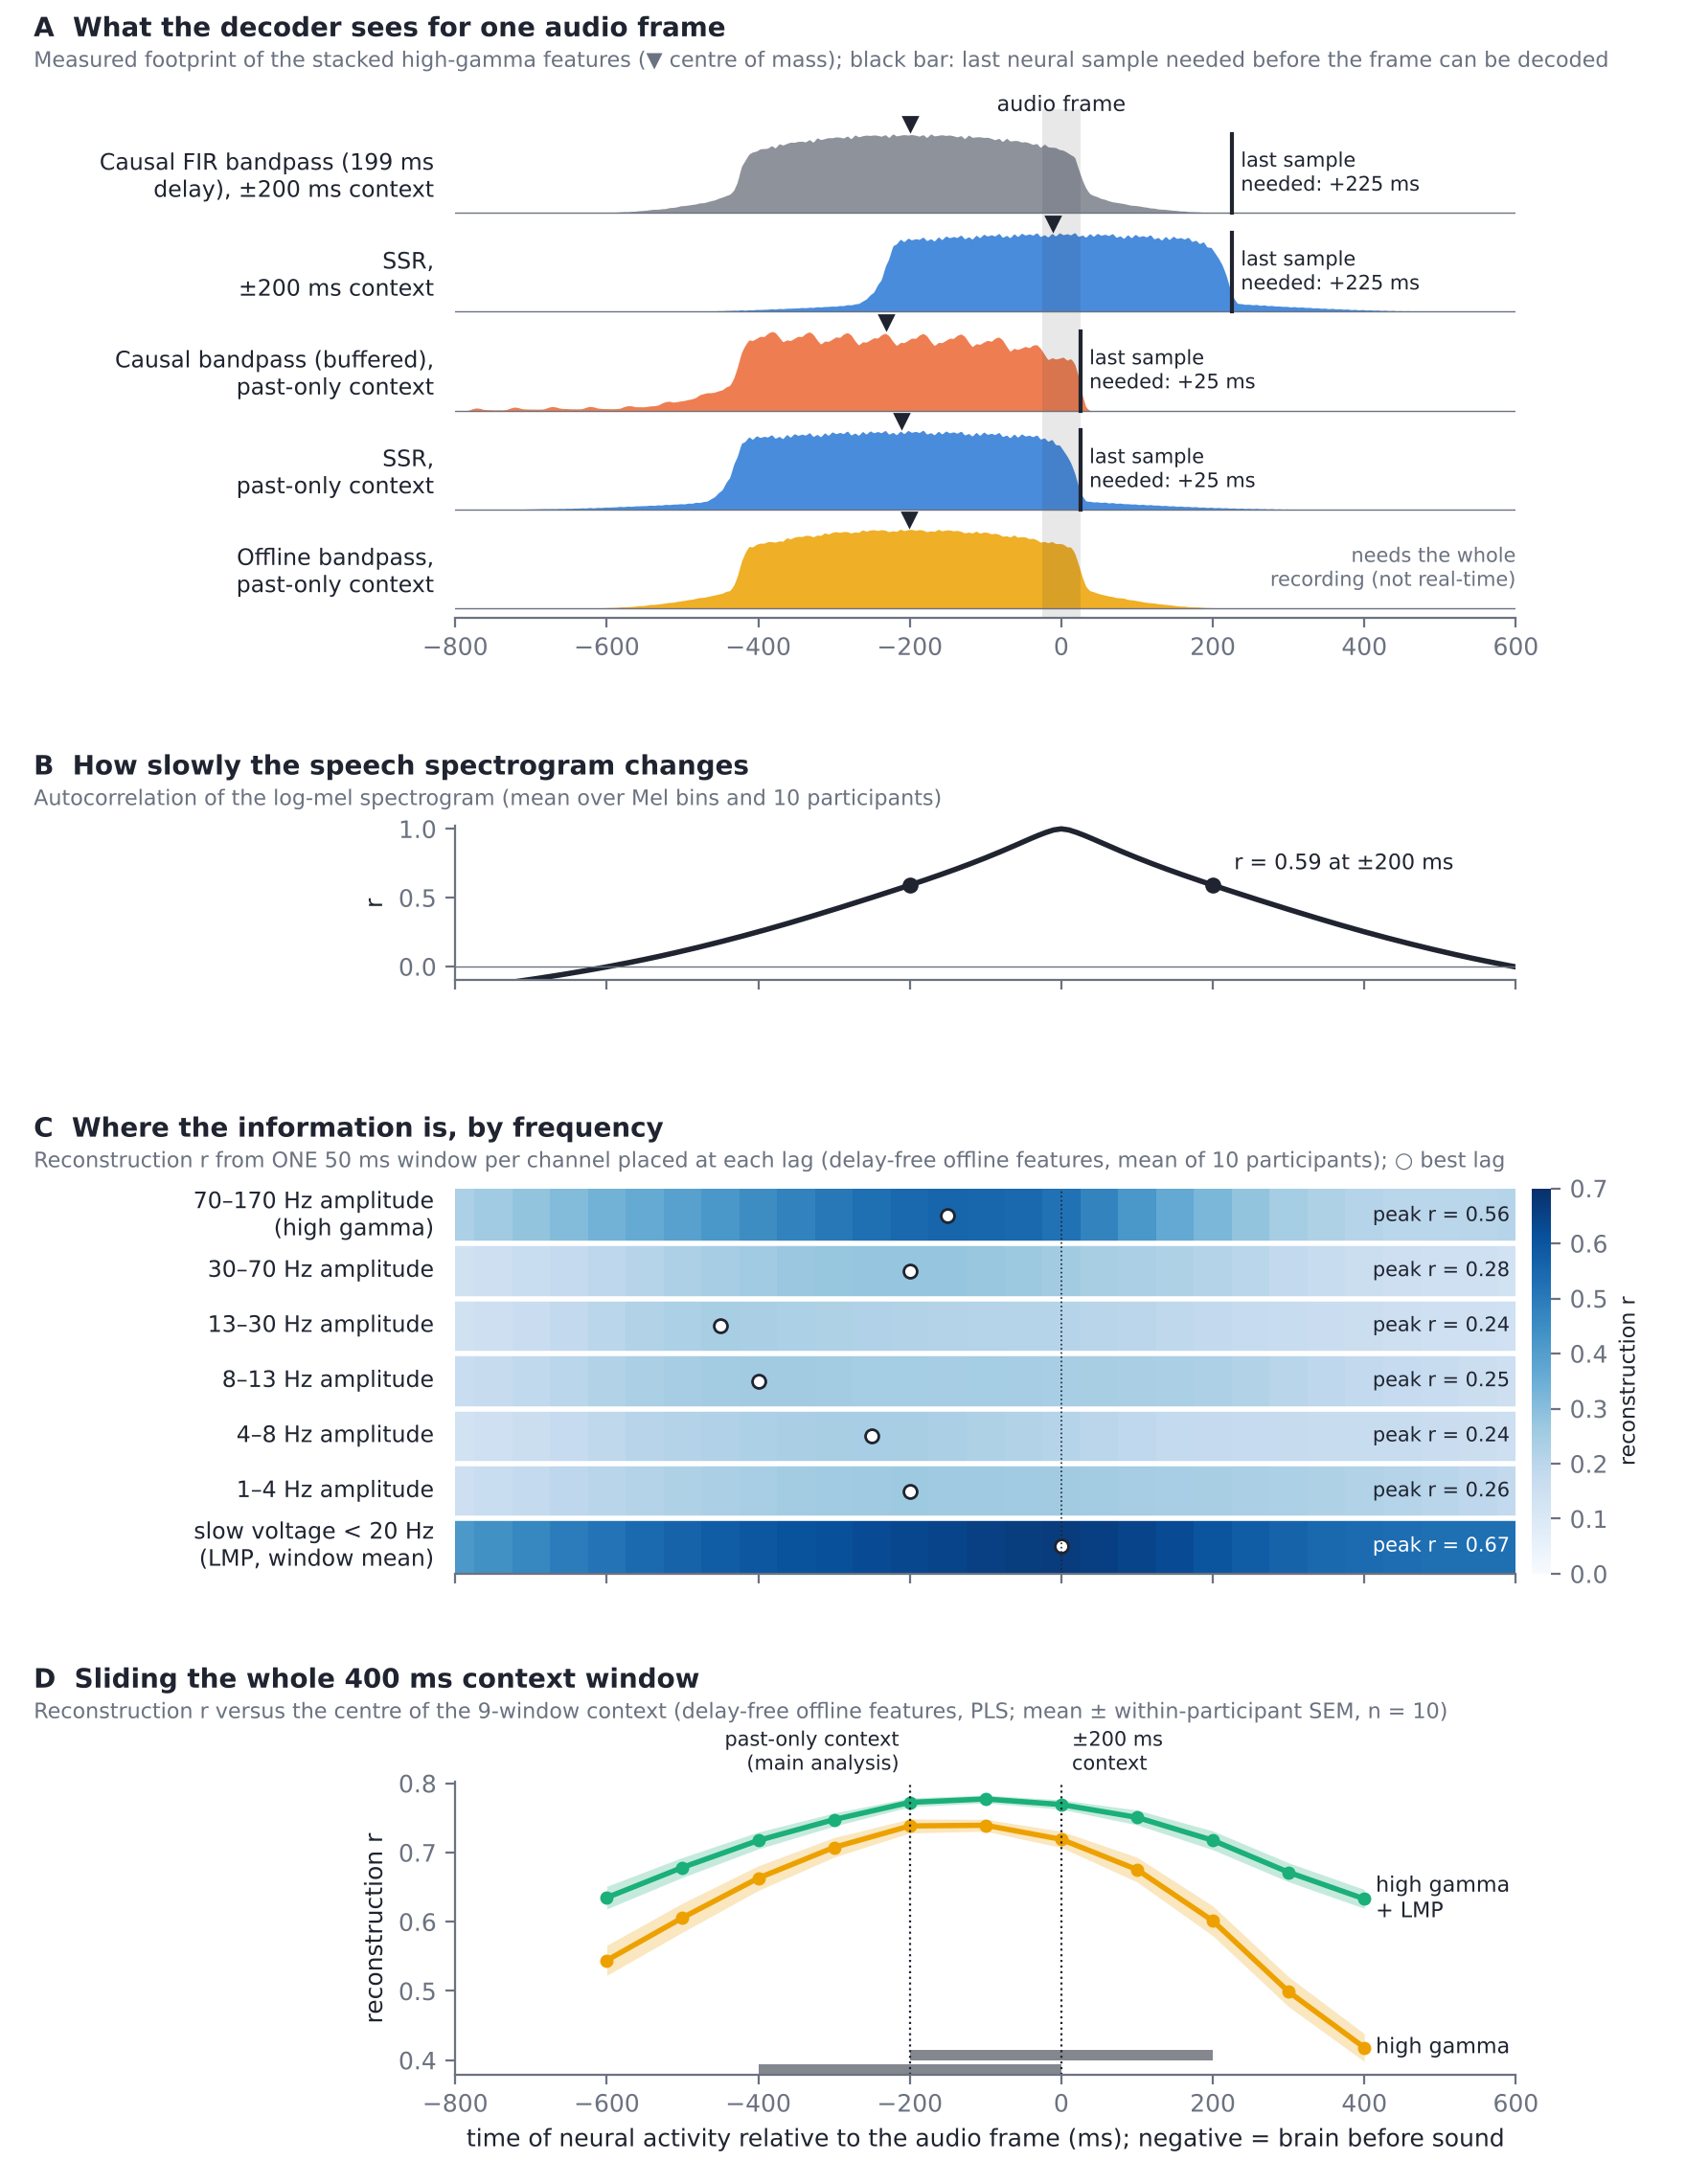 A What the decoder sees for one audio frame
Measured footprint of the stacked high-gamma features (▼ centre of mass); black bar: last neural sample needed before the frame can be decoded
audio frame
Causal FIR bandpass (199 ms
delay), ±200 ms context
last sample
needed: +225 ms
SSR,
±200 ms context
last sample
needed: +225 ms
Causal bandpass (buffered),
past-only context
last sample
needed: +25 ms
SSR,
past-only context
last sample
needed: +25 ms
Offline bandpass,
past-only context
needs the whole
recording (not real-time)
−800 −600 −400 −200 0 200 400 600
B How slowly the speech spectrogram changes
Autocorrelation of the log-mel spectrogram (mean over Mel bins and 10 participants)
1.0
0.5
0.0
r
r = 0.59 at ±200 ms
C Where the information is, by frequency
Reconstruction r from ONE 50 ms window per channel placed at each lag (delay-free offline features, mean of 10 participants); ○ best lag
70–170 Hz amplitude
(high gamma)
peak r = 0.56
30–70 Hz amplitude
peak r = 0.28
13–30 Hz amplitude
peak r = 0.24
8–13 Hz amplitude
peak r = 0.25
4–8 Hz amplitude
peak r = 0.24
1–4 Hz amplitude
peak r = 0.26
slow voltage < 20 Hz
(LMP, window mean)
peak r = 0.67
0.7
0.6
0.5
0.4
0.3
0.2
0.1
0.0
reconstruction r
D Sliding the whole 400 ms context window
Reconstruction r versus the centre of the 9-window context (delay-free offline features, PLS; mean ± within-participant SEM, n = 10)
past-only context
(main analysis)
±200 ms
context
0.8
0.7
0.6
0.5
0.4
reconstruction r
high gamma
+ LMP
high gamma
−800 −600 −400 −200 0 200 400 600
time of neural activity relative to the audio frame (ms); negative = brain before sound